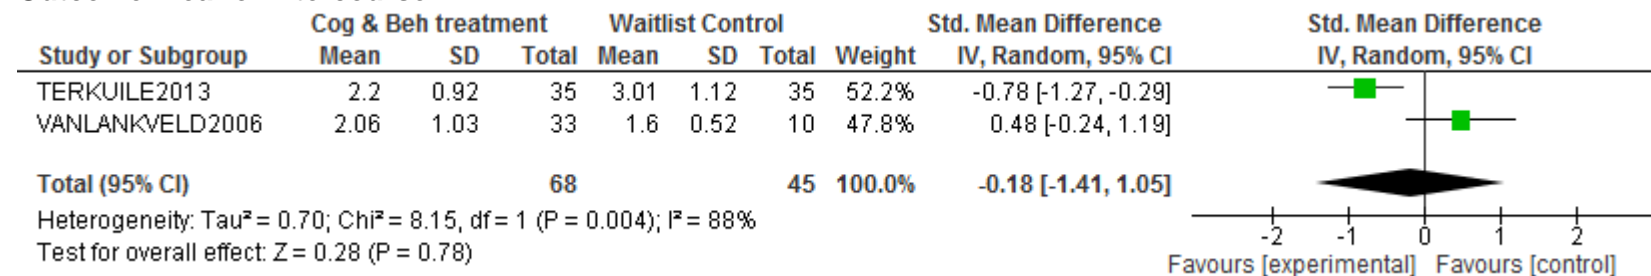 Cog & Beh treatment Waitlist Control Std. Mean Difference Std. Mean Difference
Study or Subgroup Mean SD Total Mean SD Total Weight IV, Random, 95% CI IV, Random, 95% CI
TERKUILE2013 2.2 0.92 35 3.01 1.12 35 52.2% -0.78 [-1.27, -0.29]
VANLANKVELD2006 2.06 1.03 33 1.6 0.52 10 47.8% 0.48 [-0.24, 1.19]
Total (95% CI) 68 45 100.0% -0.18 [-1.41, 1.05]
Heterogeneity: Tau² = 0.70; Chi² = 8.15, df = 1 (P = 0.004); I² = 88%
Test for overall effect: Z = 0.28 (P = 0.78)
-2 -1 0 1 2
Favours [experimental] Favours [control]